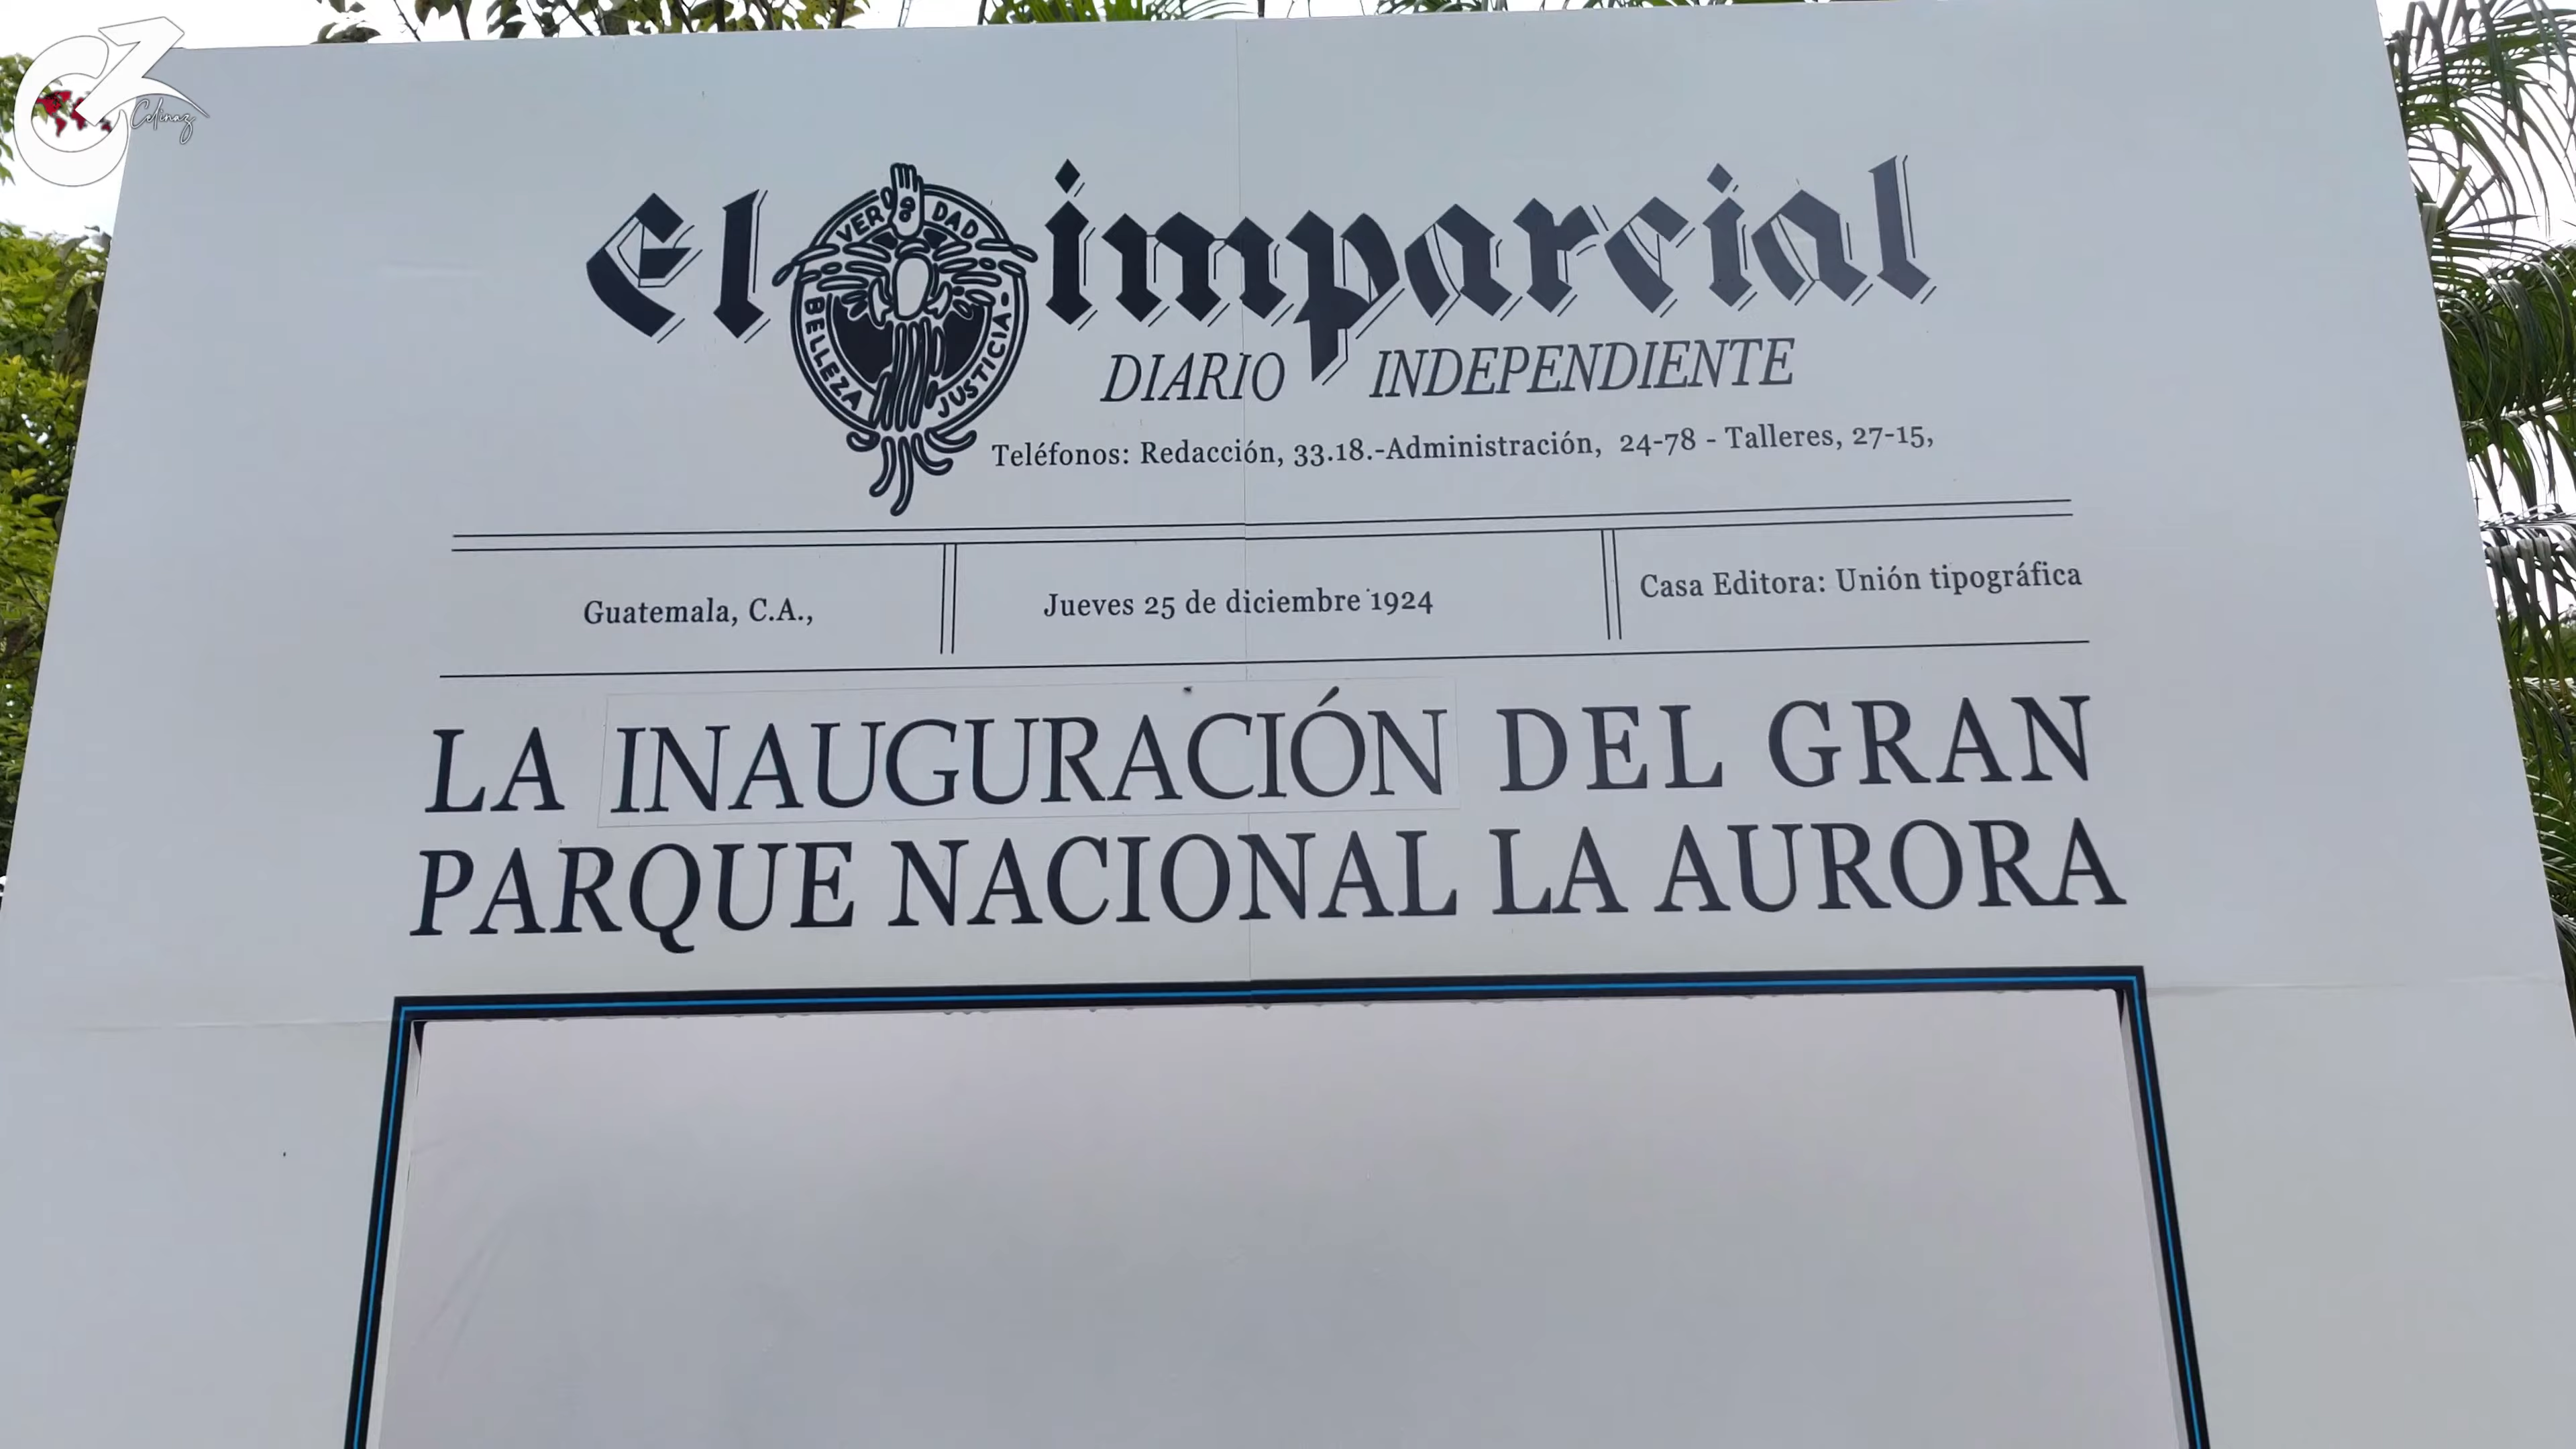 Celinaz
El imparcial
VERDAD
BELLEZA
JUSTICIA
DIARIO INDEPENDIENTE
Teléfonos: Redacción, 33.18.-Administración, 24-78 - Talleres, 27-15,
Guatemala, C.A.,
Jueves 25 de diciembre 1924
Casa Editora: Unión tipográfica
LA INAUGURACIÓN DEL GRAN
PARQUE NACIONAL LA AURORA